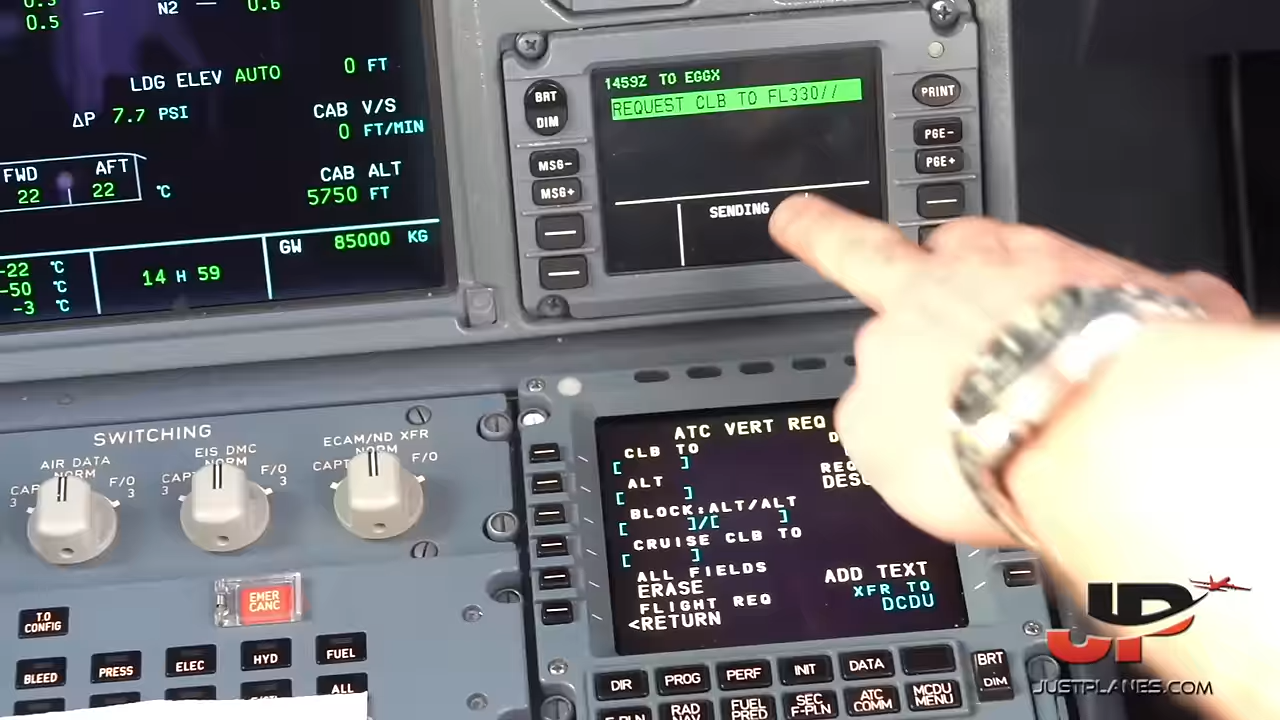 0.5
N2
0.6
0.5
LDG ELEV AUTO 0 FT
ΔP 7.7 PSI
CAB V/S
0 FT/MIN
FWD AFT
22 22 °C
CAB ALT
5750 FT
GW 85000 KG
-22 °C
-50 °C
-3 °C
14 H 59
BRT
DIM
MSG-
MSG+
1459Z TO EGGX
REQUEST CLB TO FL330//
SENDING
PRINT
PGE-
PGE+
SWITCHING
AIR DATA
NORM
CAPT
F/O
3
3
EIS DMC
NORM
CAPT
F/O
3
3
ECAM/ND XFR
NORM
CAPT
F/O
EMER
CANC
T.O
CONFIG
BLEED
PRESS
ELEC
HYD
FUEL
ALL
ATC VERT REQ
CLB TO
[ ]
ALT
[ ]
BLOCK:ALT/ALT
[ ]/[ ]
CRUISE CLB TO
[ ]
ALL FIELDS
ERASE
ADD TEXT
FLIGHT REQ
XFR TO
<RETURN
DCDU
DIR
PROG
PERF
INIT
DATA
BRT
DIM
F-PLN
RAD
NAV
FUEL
PRED
SEC
F-PLN
ATC
COMM
MCDU
MENU
JP
JUSTPLANES.COM